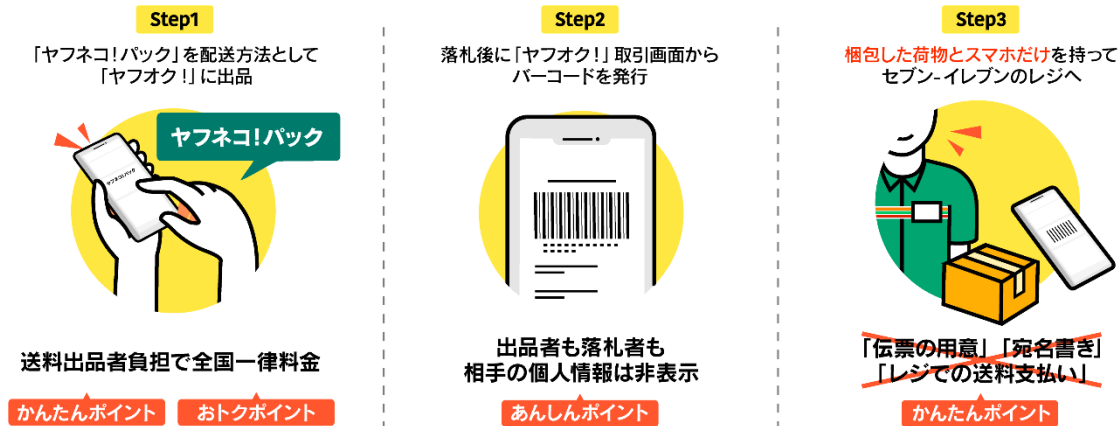 Step1
「ヤフネコ!パック」を配送方法として
「ヤフオク!」に出品
ヤフネコ!パック
ヤフネコ!パック
送料出品者負担で全国一律料金
かんたんポイント
おトクポイント
Step2
落札後に「ヤフオク!」取引画面から
バーコードを発行
出品者も落札者も
相手の個人情報は非表示
あんしんポイント
Step3
梱包した荷物とスマホだけを持って
セブン-イレブンのレジへ
「伝票の用意」「宛名書き」
「レジでの送料支払い」
かんたんポイント